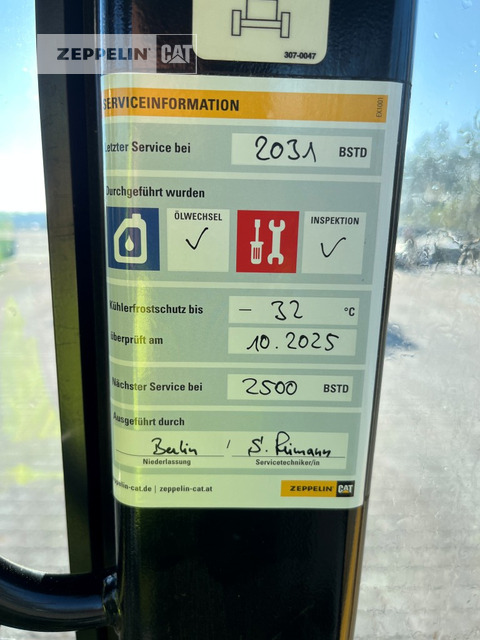 ZEPPELIN CAT
307-0047
SERVICEINFORMATION
EK1001
Letzter Service bei 2031 BSTD
Durchgeführt wurden
ÖLWECHSEL ✓ INSPEKTION ✓
Kühlerfrostschutz bis - 32 °C
überprüft am 10.2025
Nächster Service bei 2500 BSTD
Ausgeführt durch
Berlin / S.
Niederlassung Servicetechniker/in
zeppelin-cat.de | zeppelin-cat.at
ZEPPELIN CAT